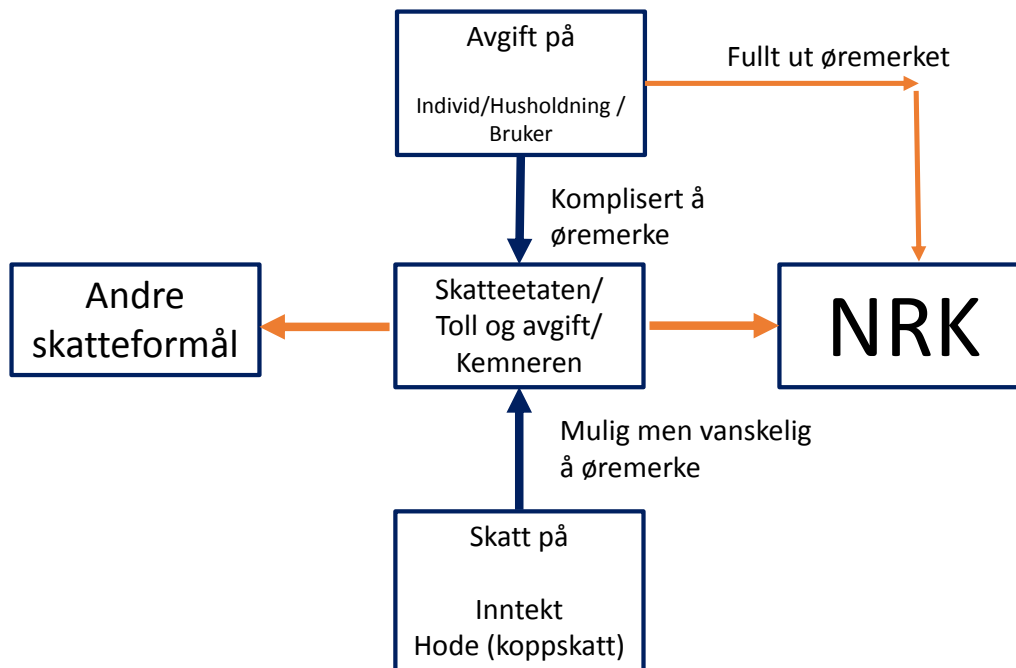 Avgift på
Individ/Husholdning /
Bruker
Fullt ut øremerket
Komplisert å
øremerke
Andre
skatteformål
Skatteetaten/
Toll og avgift/
Kemneren
NRK
Mulig men vanskelig
å øremerke
Skatt på
Inntekt
Hode (koppskatt)